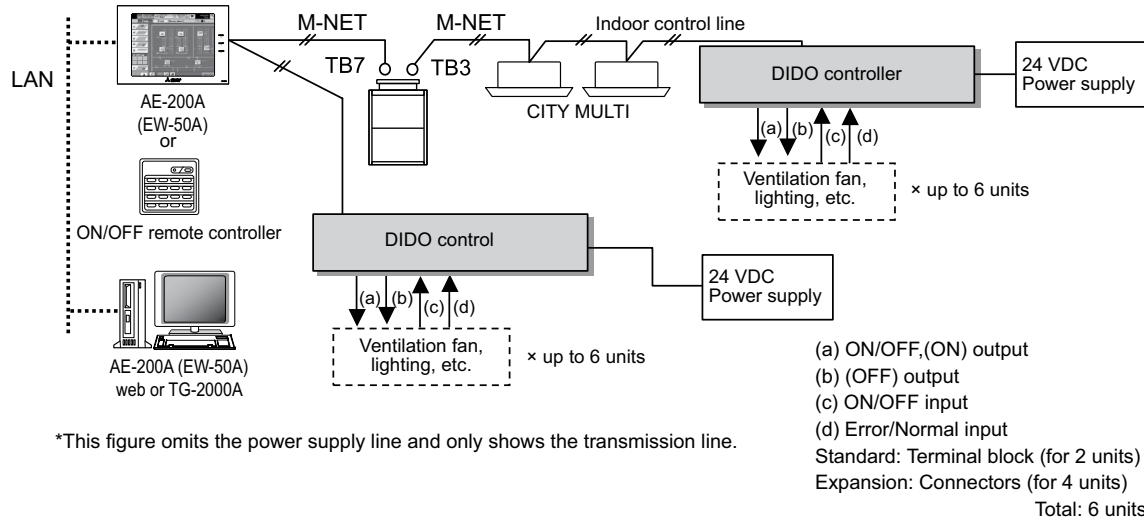 M-NET
M-NET
Indoor control line
LAN
TB7
TB3
DIDO controller
24 VDC
Power supply
AE-200A
(EW-50A)
or
CITY MULTI
(a)
(b)
(c)
(d)
Ventilation fan,
lighting, etc.
× up to 6 units
ON/OFF remote controller
DIDO control
24 VDC
Power supply
(a)
(b)
(c)
(d)
Ventilation fan,
lighting, etc.
× up to 6 units
AE-200A (EW-50A)
web or TG-2000A
(a) ON/OFF,(ON) output
(b) (OFF) output
(c) ON/OFF input
(d) Error/Normal input
Standard: Terminal block (for 2 units)
Expansion: Connectors (for 4 units)
Total: 6 units
*This figure omits the power supply line and only shows the transmission line.